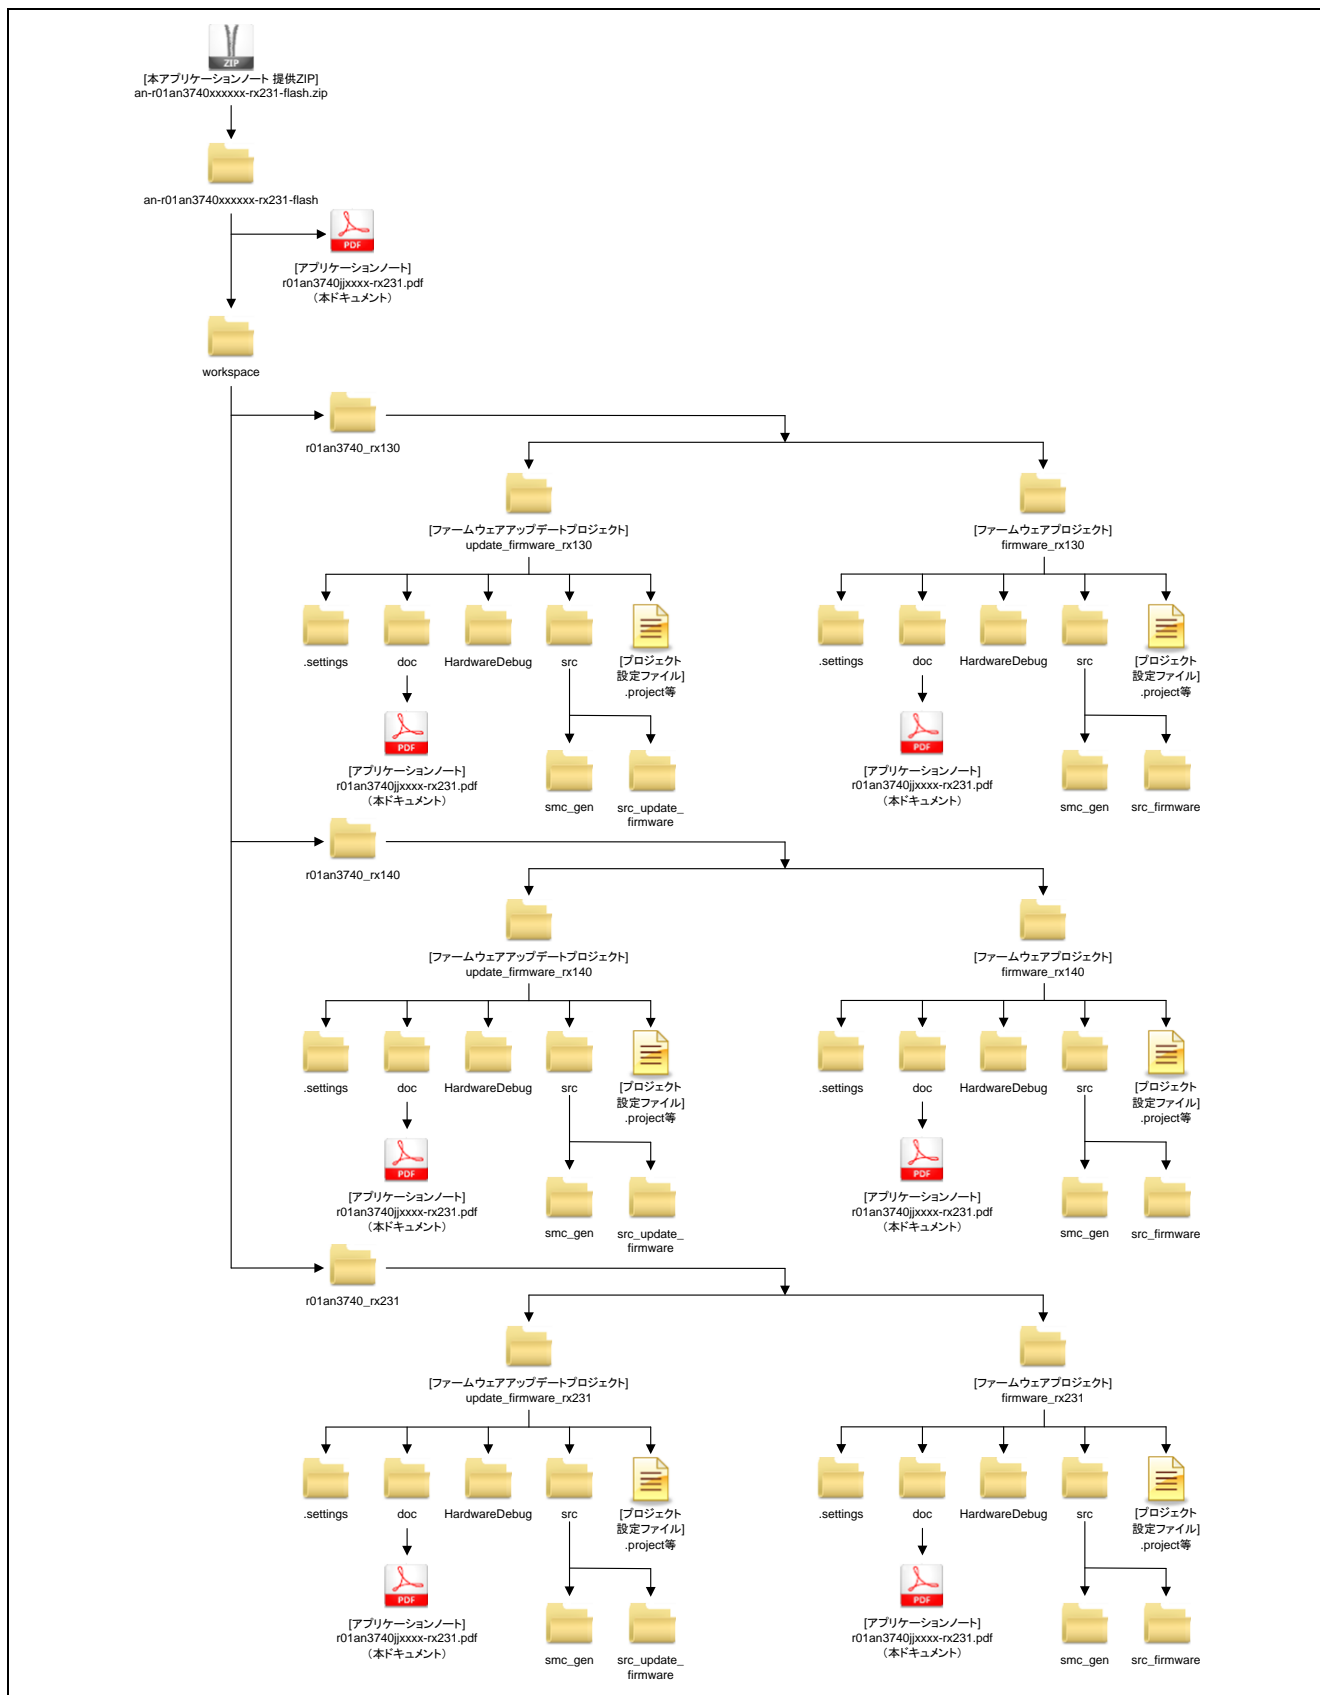 ZIP
[本アプリケーションノート 提供ZIP]
an-r01an3740xxxxxx-rx231-flash.zip
an-r01an3740xxxxxx-rx231-flash
PDF
[アプリケーションノート]
r01an3740jjxxxx-rx231.pdf
（本ドキュメント）
workspace
r01an3740_rx130
[ファームウェアアップデートプロジェクト]
update_firmware_rx130
[ファームウェアプロジェクト]
firmware_rx130
.settings
doc
HardwareDebug
src
[プロジェクト
設定ファイル]
.project等
.settings
doc
HardwareDebug
src
[プロジェクト
設定ファイル]
.project等
PDF
[アプリケーションノート]
r01an3740jjxxxx-rx231.pdf
（本ドキュメント）
smc_gen
src_update_
firmware
PDF
[アプリケーションノート]
r01an3740jjxxxx-rx231.pdf
（本ドキュメント）
smc_gen
src_firmware
r01an3740_rx140
[ファームウェアアップデートプロジェクト]
update_firmware_rx140
[ファームウェアプロジェクト]
firmware_rx140
.settings
doc
HardwareDebug
src
[プロジェクト
設定ファイル]
.project等
.settings
doc
HardwareDebug
src
[プロジェクト
設定ファイル]
.project等
PDF
[アプリケーションノート]
r01an3740jjxxxx-rx231.pdf
（本ドキュメント）
smc_gen
src_update_
firmware
PDF
[アプリケーションノート]
r01an3740jjxxxx-rx231.pdf
（本ドキュメント）
smc_gen
src_firmware
r01an3740_rx231
[ファームウェアアップデートプロジェクト]
update_firmware_rx231
[ファームウェアプロジェクト]
firmware_rx231
.settings
doc
HardwareDebug
src
[プロジェクト
設定ファイル]
.project等
.settings
doc
HardwareDebug
src
[プロジェクト
設定ファイル]
.project等
PDF
[アプリケーションノート]
r01an3740jjxxxx-rx231.pdf
（本ドキュメント）
smc_gen
src_update_
firmware
PDF
[アプリケーションノート]
r01an3740jjxxxx-rx231.pdf
（本ドキュメント）
smc_gen
src_firmware